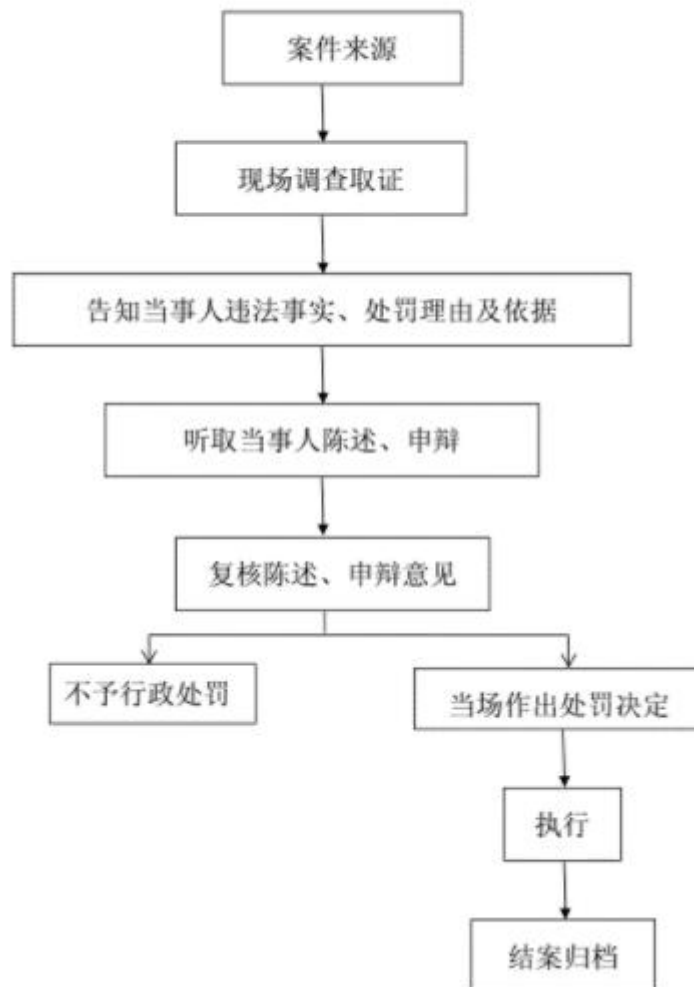 案件来源
现场调查取证
告知当事人违法事实、处罚理由及依据
听取当事人陈述、申辩
复核陈述、申辩意见
不予行政处罚
当场作出处罚决定
执行
结案归档